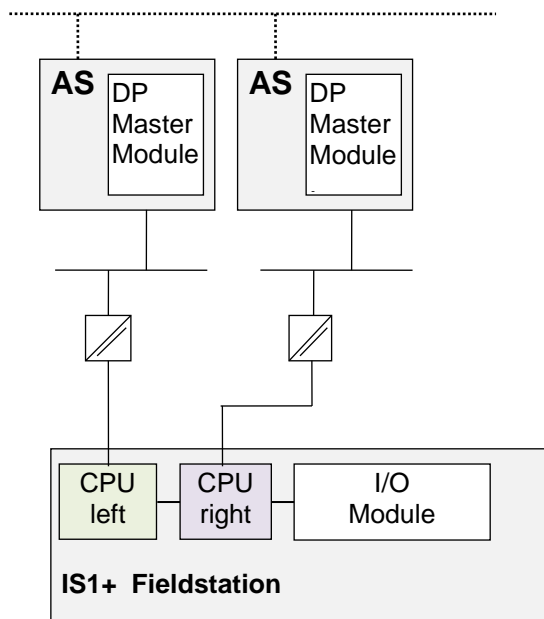 AS
DP
Master
Module
AS
DP
Master
Module
CPU
left
CPU
right
I/O
Module
IS1+ Fieldstation